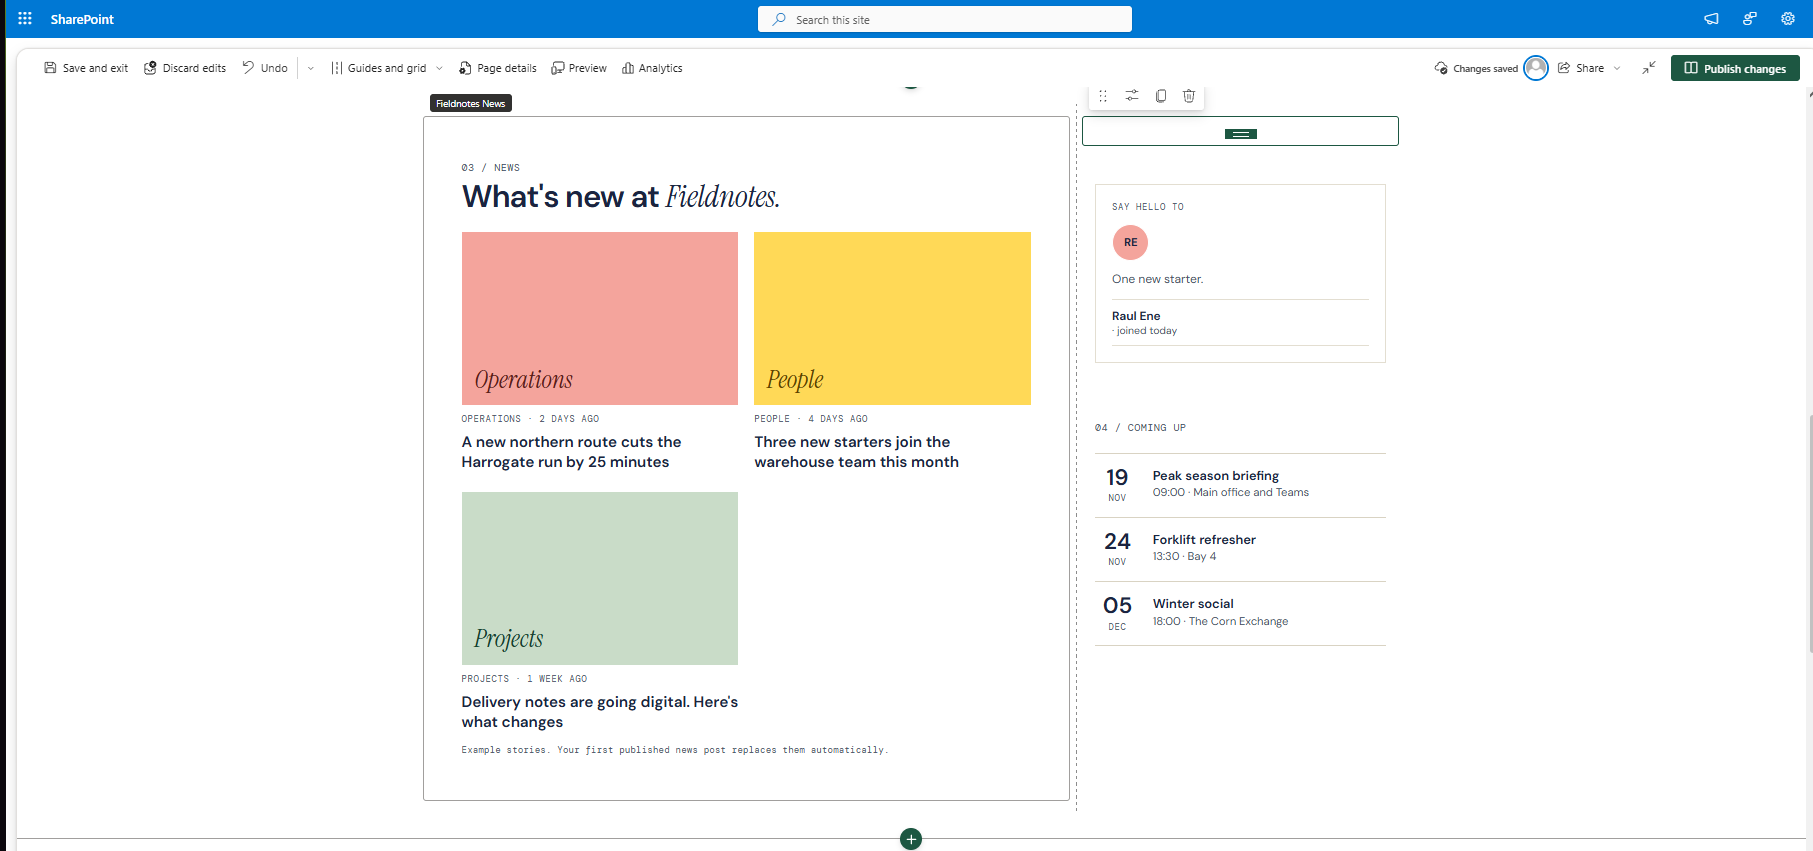 SharePoint
Search this site
Save and exit
Discard edits
Undo
Guides and grid
Page details
Preview
Analytics
Changes saved
Share
Publish changes
Fieldnotes News
03 / NEWS
What's new at Fieldnotes.
Operations
OPERATIONS · 2 DAYS AGO
A new northern route cuts the
Harrogate run by 25 minutes
People
PEOPLE · 4 DAYS AGO
Three new starters join the
warehouse team this month
Projects
PROJECTS · 1 WEEK AGO
Delivery notes are going digital. Here's
what changes
Example stories. Your first published news post replaces them automatically.
SAY HELLO TO
RE
One new starter.
Raul Ene
· joined today
04 / COMING UP
19
NOV
Peak season briefing
09:00 · Main office and Teams
24
NOV
Forklift refresher
13:30 · Bay 4
05
DEC
Winter social
18:00 · The Corn Exchange